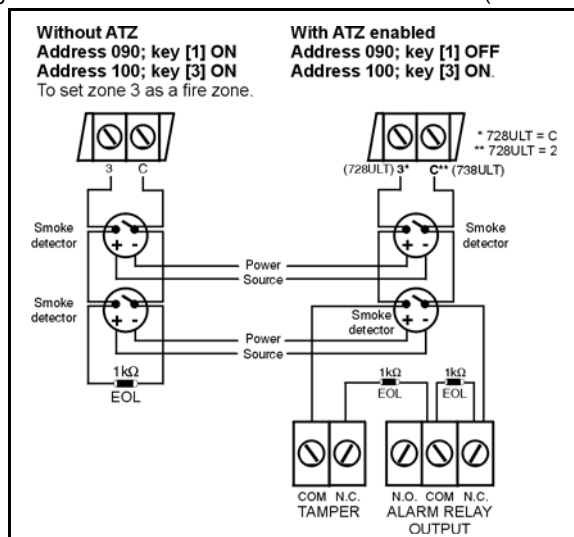 Without ATZ
Address 090; key [1] ON
Address 100; key [3] ON
To set zone 3 as a fire zone.
With ATZ enabled
Address 090; key [1] OFF
Address 100; key [3] ON.
* 728ULT = C
** 728ULT = 2
3 C
(728ULT) 3* C** (738ULT)
Smoke
detector
Smoke
detector
Power
Source
Smoke
detector
Smoke
detector
Power
Source
1kΩ
EOL
1kΩ
EOL
1kΩ
EOL
COM N.C.
TAMPER
N.O. COM N.C.
ALARM RELAY
OUTPUT